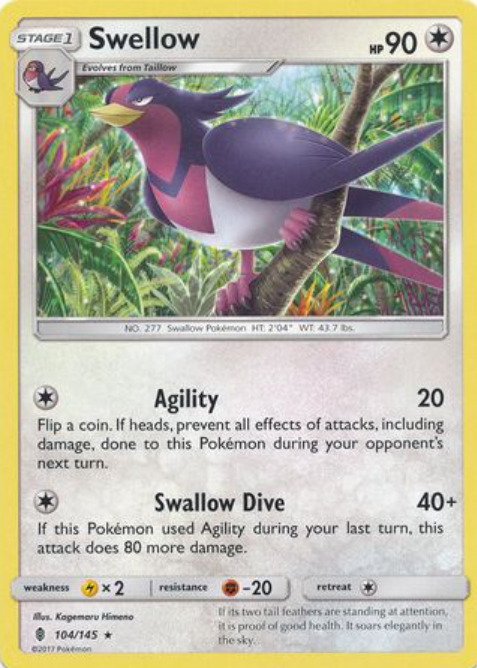 STAGE 1 Swellow HP 90
Evolves from Taillow
NO. 277 Swallow Pokémon HT: 2'04" WT: 43.7 lbs.
Agility 20
Flip a coin. If heads, prevent all effects of attacks, including
damage, done to this Pokémon during your opponent's
next turn.
Swallow Dive 40+
If this Pokémon used Agility during your last turn, this
attack does 80 more damage.
weakness ×2 resistance -20 retreat
Illus. Kagemaru Himeno
104/145 ★
©2017 Pokémon
If its two tail feathers are standing at attention,
it is proof of good health. It soars elegantly in
the sky.